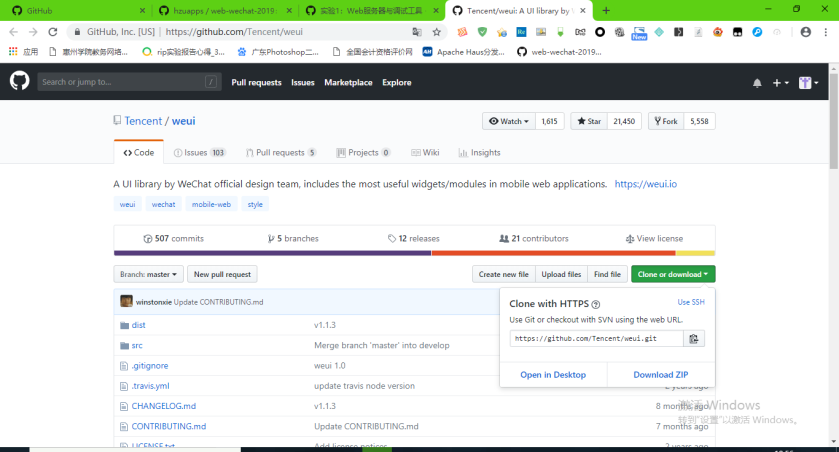 GitHub
hzuapps / web-wechat-2019
实验1: Web服务器与调试工具
Tencent/weui: A UI library by
GitHub, Inc. [US] | https://github.com/Tencent/weui
New
应用
惠州学院教务网络...
rip实验报告心得_3...
广东Photoshop二...
全国会计资格评价网
Apache Haus分发...
web-wechat-2019...
Search or jump to...
/
Pull requests
Issues
Marketplace
Explore
Tencent / weui
Watch
1,615
Star
21,450
Fork
5,558
Code
Issues 103
Pull requests 5
Projects 0
Wiki
Insights
A UI library by WeChat official design team, includes the most useful widgets/modules in mobile web applications. https://weui.io
weui
wechat
mobile-web
style
507 commits
5 branches
12 releases
21 contributors
View license
Branch: master
New pull request
Create new file
Upload files
Find file
Clone or download
winstonxie Update CONTRIBUTING.md
Clone with HTTPS
Use SSH
Use Git or checkout with SVN using the web URL.
https://github.com/Tencent/weui.git
Open in Desktop
Download ZIP
dist
v1.1.3
src
Merge branch 'master' into develop
.gitignore
weui 1.0
.travis.yml
update travis node version
2 years ago
CHANGELOG.md
v1.1.3
8 months ago
CONTRIBUTING.md
Update CONTRIBUTING.md
7 months ago
LICENSE.txt
Add license notices
激活 Windows
转到"设置"以激活 Windows。